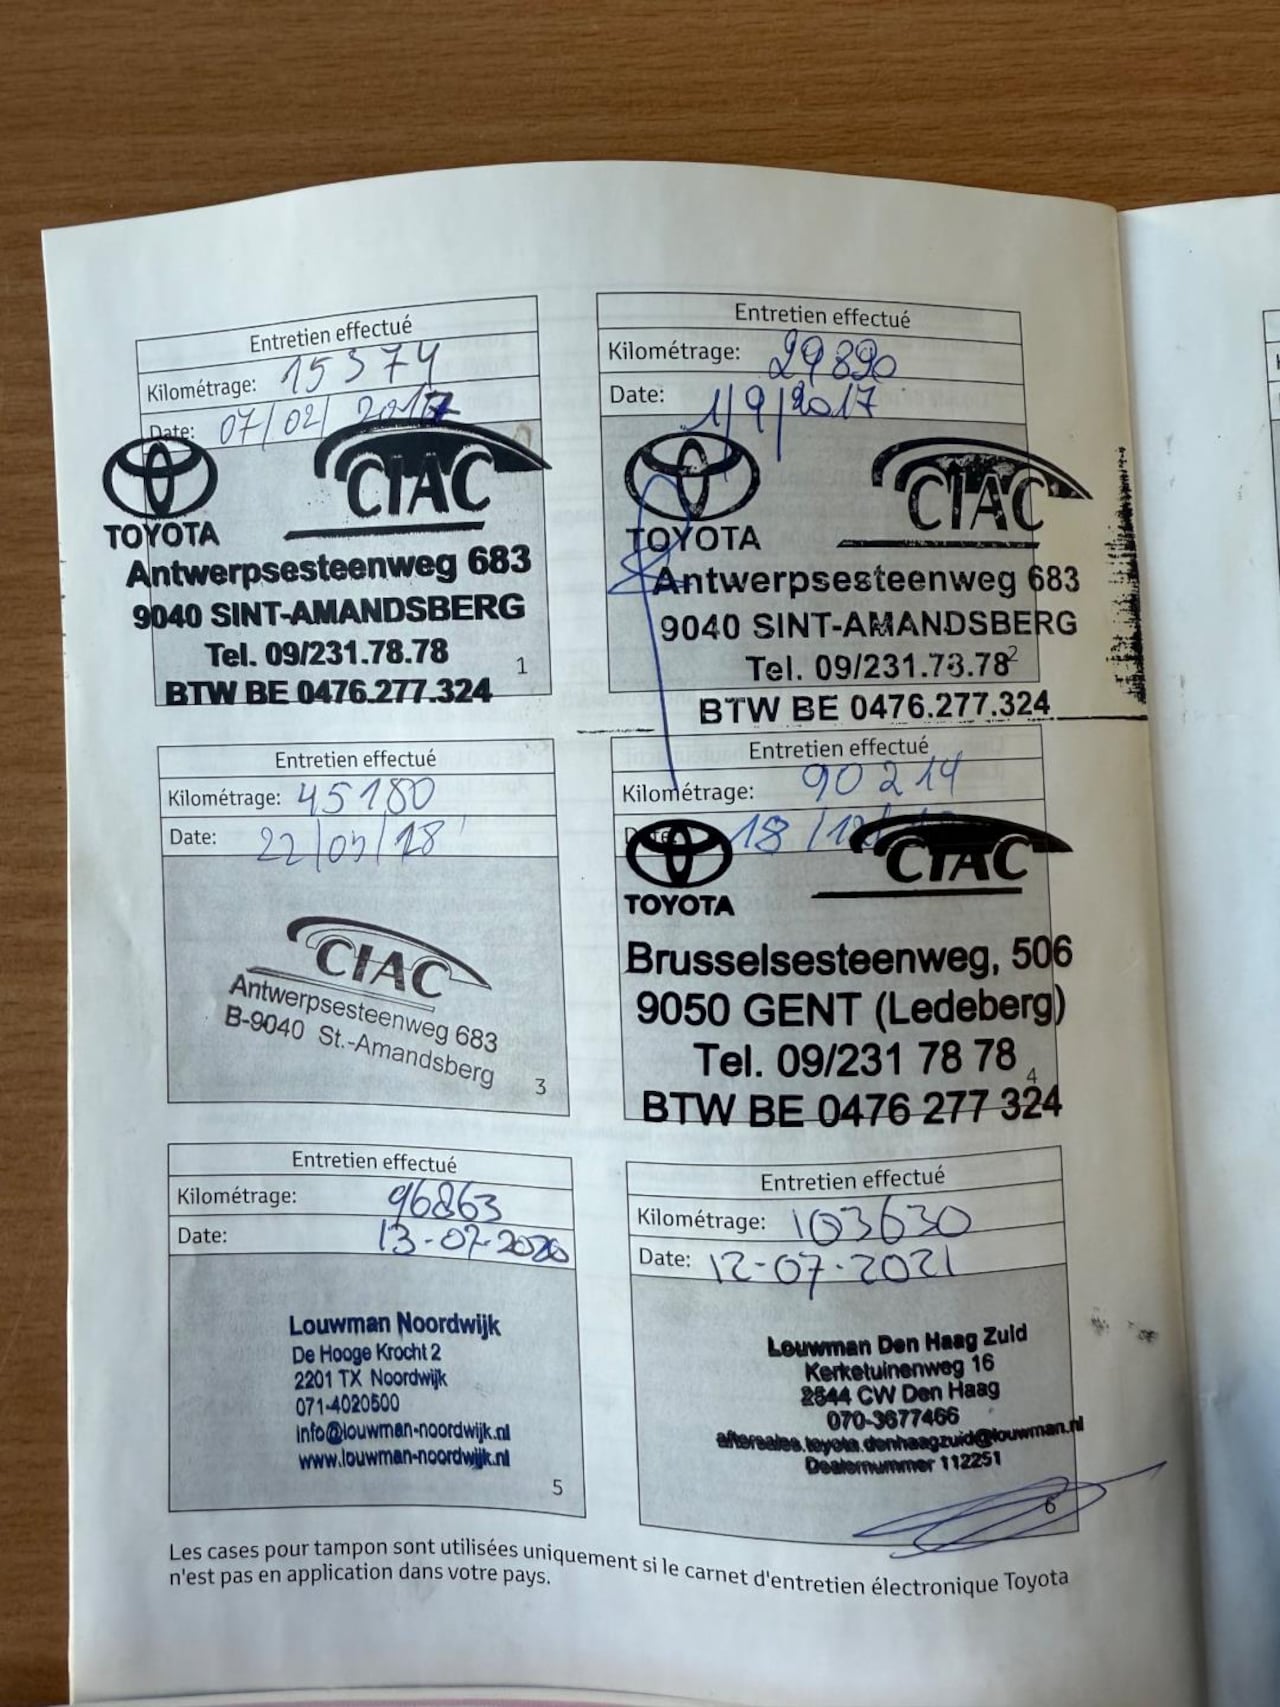 Entretien effectué
Kilométrage: 15374
Date: 07/02/2017
TOYOTA CIAC
Antwerpsesteenweg 683
9040 SINT-AMANDSBERG
Tel. 09/231.78.78
BTW BE 0476.277.324
1
Entretien effectué
Kilométrage: 29890
Date: 1/9/2017
TOYOTA CIAC
Antwerpsesteenweg 683
9040 SINT-AMANDSBERG
Tel. 09/231.78.78
2
BTW BE 0476.277.324
Entretien effectué
Kilométrage: 45180
Date: 22/05/18
CIAC
Antwerpsesteenweg 683
B-9040 St.-Amandsberg
3
Entretien effectué
Kilométrage: 90214
Date: 18/12/
TOYOTA CIAC
Brusselsesteenweg, 506
9050 GENT (Ledeberg)
Tel. 09/231 78 78
4
BTW BE 0476 277 324
Entretien effectué
Kilométrage: 96863
Date: 13-07-2020
Louwman Noordwijk
De Hooge Krocht 2
2201 TX Noordwijk
071-4020500
info@louwman-noordwijk.nl
www.louwman-noordwijk.nl
5
Entretien effectué
Kilométrage: 103630
Date: 12-07-2021
Louwman Den Haag Zuid
Kerketuinenweg 16
2544 CW Den Haag
070-3677466
aftersales.toyota.denhaagzuid@louwman.nl
Dealernummer 112251
6
Les cases pour tampon sont utilisées uniquement si le carnet d'entretien électronique Toyota
n'est pas en application dans votre pays.